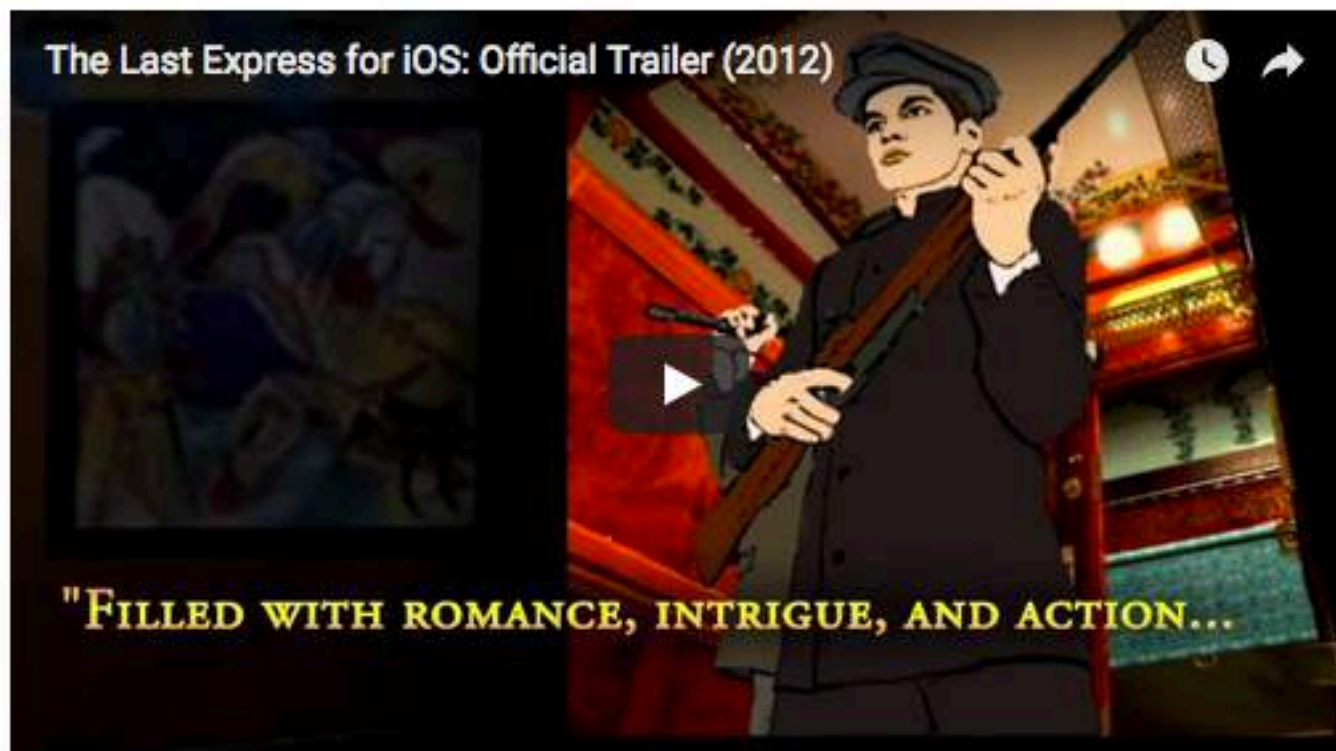 The Last Express for iOS: Official Trailer (2012)
"FILLED WITH ROMANCE, INTRIGUE, AND ACTION...